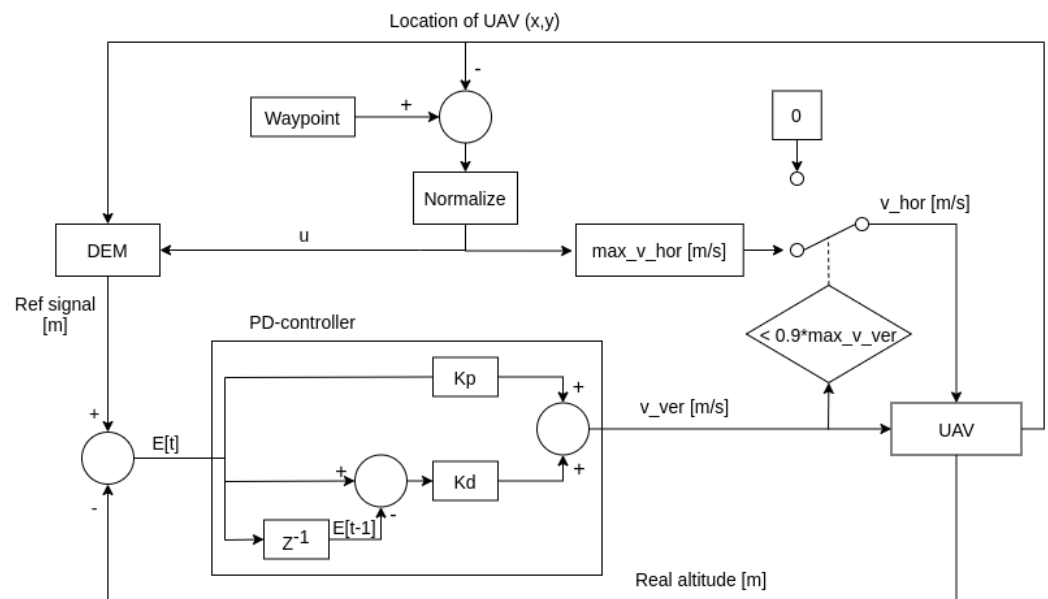 Location of UAV (x,y)
-
Waypoint
+
0
Normalize
v_hor [m/s]
u
DEM
max_v_hor [m/s]
Ref signal
[m]
PD-controller
< 0.9*max_v_ver
Kp
+
+
v_ver [m/s]
UAV
E[t]
+
Kd
+
-
-
E[t-1]
Z⁻¹
Real altitude [m]